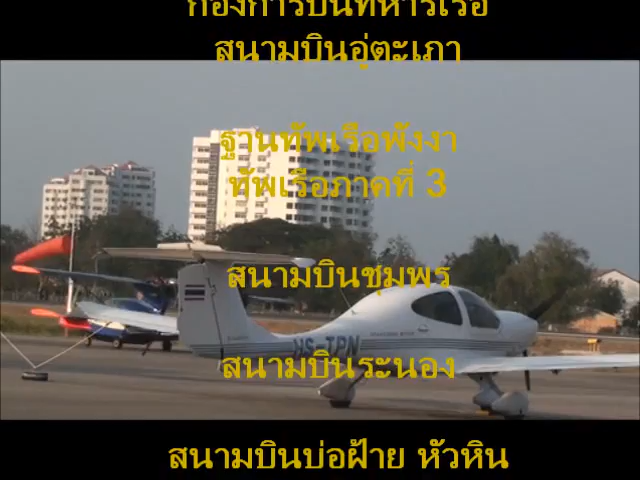 กองการบินทหารเรือ
สนามบินอู่ตะเภา
ฐานทัพเรือพังงา
ทัพเรือภาคที่ 3
สนามบินชุมพร
HS-TPN
สนามบินระนอง
สนามบินบ่อฝ้าย หัวหิน